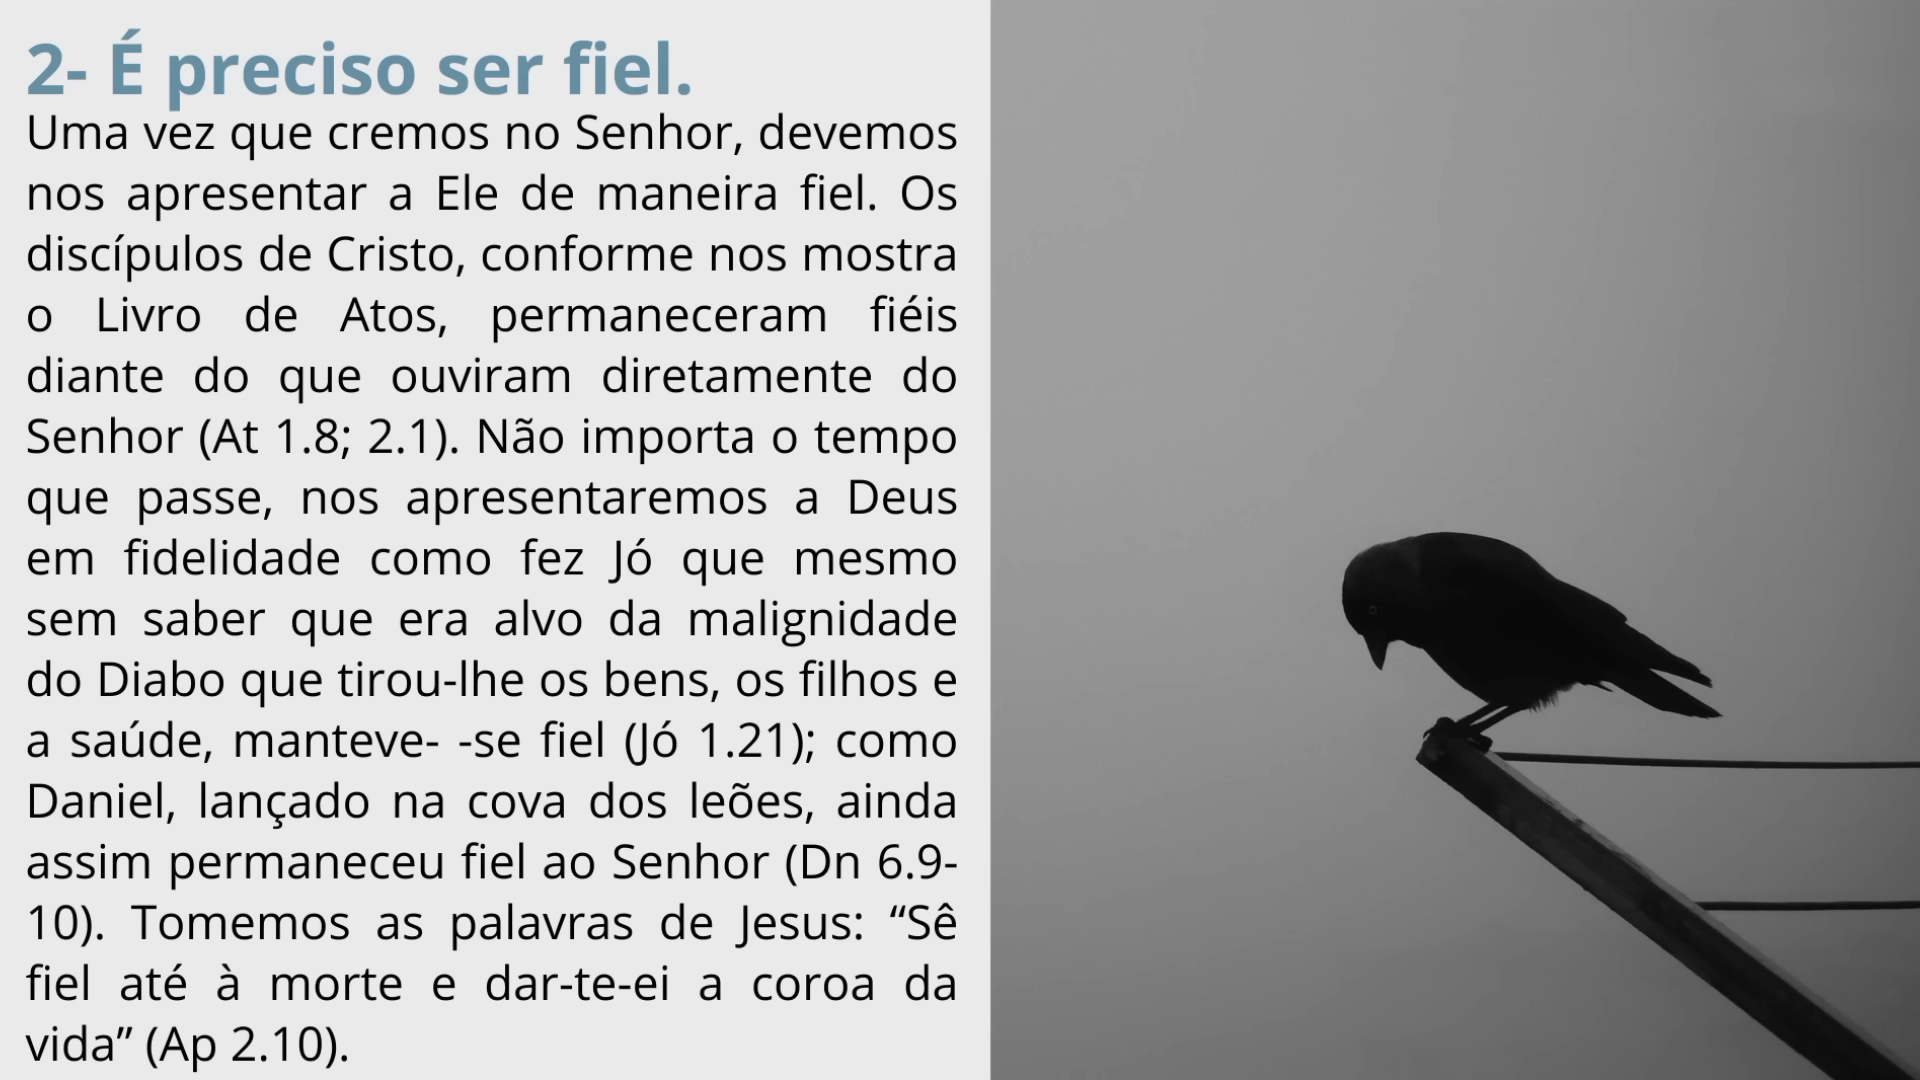 2- É preciso ser fiel.
Uma vez que cremos no Senhor, devemos
nos apresentar a Ele de maneira fiel. Os
discípulos de Cristo, conforme nos mostra
o Livro de Atos, permaneceram fiéis
diante do que ouviram diretamente do
Senhor (At 1.8; 2.1). Não importa o tempo
que passe, nos apresentaremos a Deus
em fidelidade como fez Jó que mesmo
sem saber que era alvo da malignidade
do Diabo que tirou-lhe os bens, os filhos e
a saúde, manteve- -se fiel (Jó 1.21); como
Daniel, lançado na cova dos leões, ainda
assim permaneceu fiel ao Senhor (Dn 6.9-
10). Tomemos as palavras de Jesus: “Sê
fiel até à morte e dar-te-ei a coroa da
vida” (Ap 2.10).